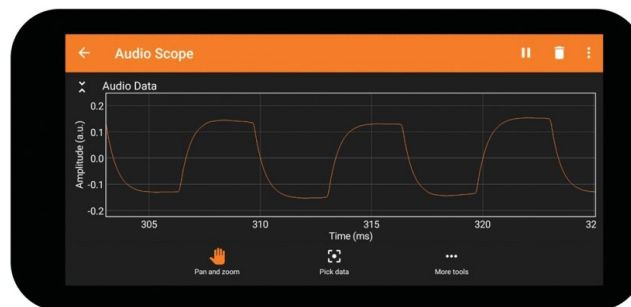 Audio Scope
Audio Data
0.2
0.1
0.0
-0.1
-0.2
Amplitude (a.u.)
305 310 315 320 32
Time (ms)
Pan and zoom Pick data More tools